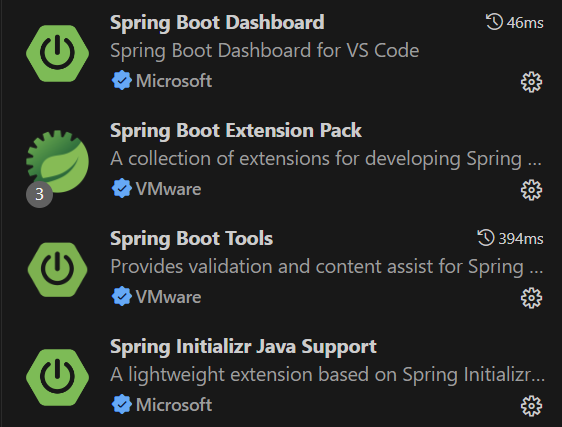 Spring Boot Dashboard 46ms
Spring Boot Dashboard for VS Code
Microsoft
Spring Boot Extension Pack
A collection of extensions for developing Spring ...
3 VMware
Spring Boot Tools 394ms
Provides validation and content assist for Spring ...
VMware
Spring Initializr Java Support
A lightweight extension based on Spring Initializr...
Microsoft